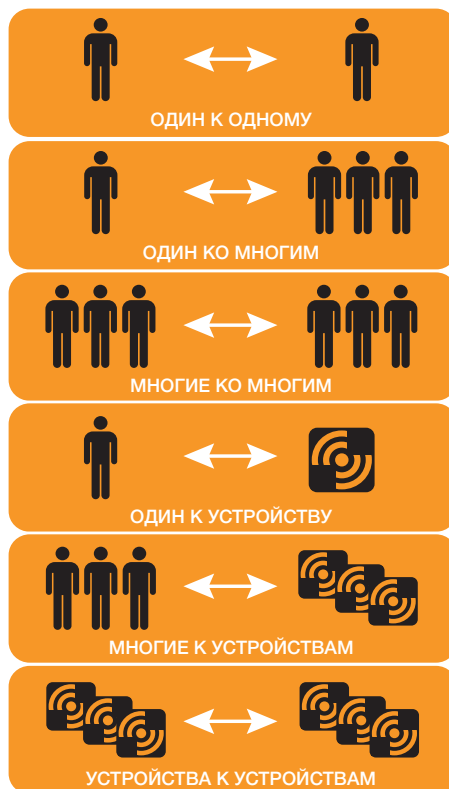 ОДИН К ОДНОМУ
ОДИН КО МНОГИМ
МНОГИЕ КО МНОГИМ
ОДИН К УСТРОЙСТВУ
МНОГИЕ К УСТРОЙСТВАМ
УСТРОЙСТВА К УСТРОЙСТВАМ